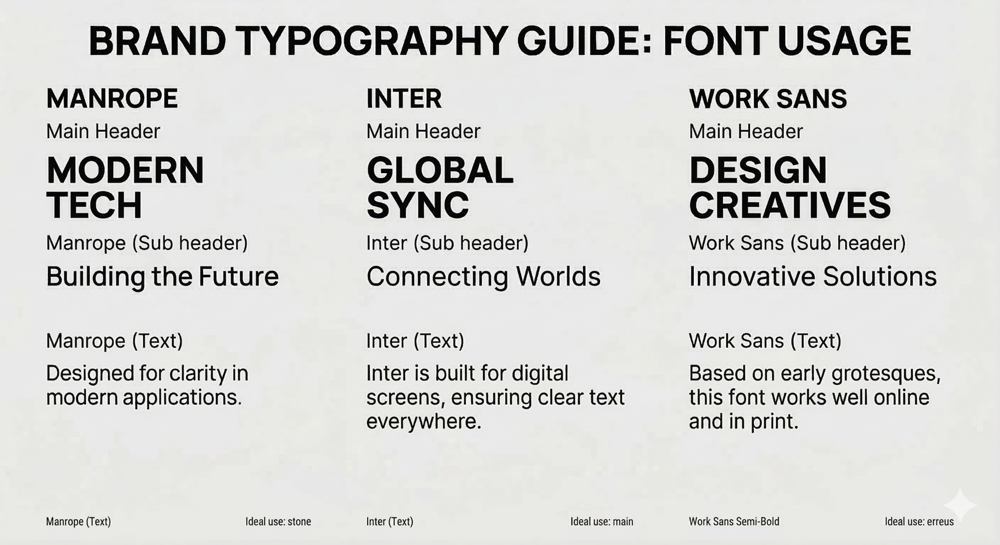 BRAND TYPOGRAPHY GUIDE: FONT USAGE
MANROPE
Main Header
MODERN
TECH
Manrope (Sub header)
Building the Future
Manrope (Text)
Designed for clarity in
modern applications.
Manrope (Text)
Ideal use: stone
INTER
Main Header
GLOBAL
SYNC
Inter (Sub header)
Connecting Worlds
Inter (Text)
Inter is built for digital
screens, ensuring clear text
everywhere.
Inter (Text)
Ideal use: main
WORK SANS
Main Header
DESIGN
CREATIVES
Work Sans (Sub header)
Innovative Solutions
Work Sans (Text)
Based on early grotesques,
this font works well online
and in print.
Work Sans Semi-Bold
Ideal use: erreus